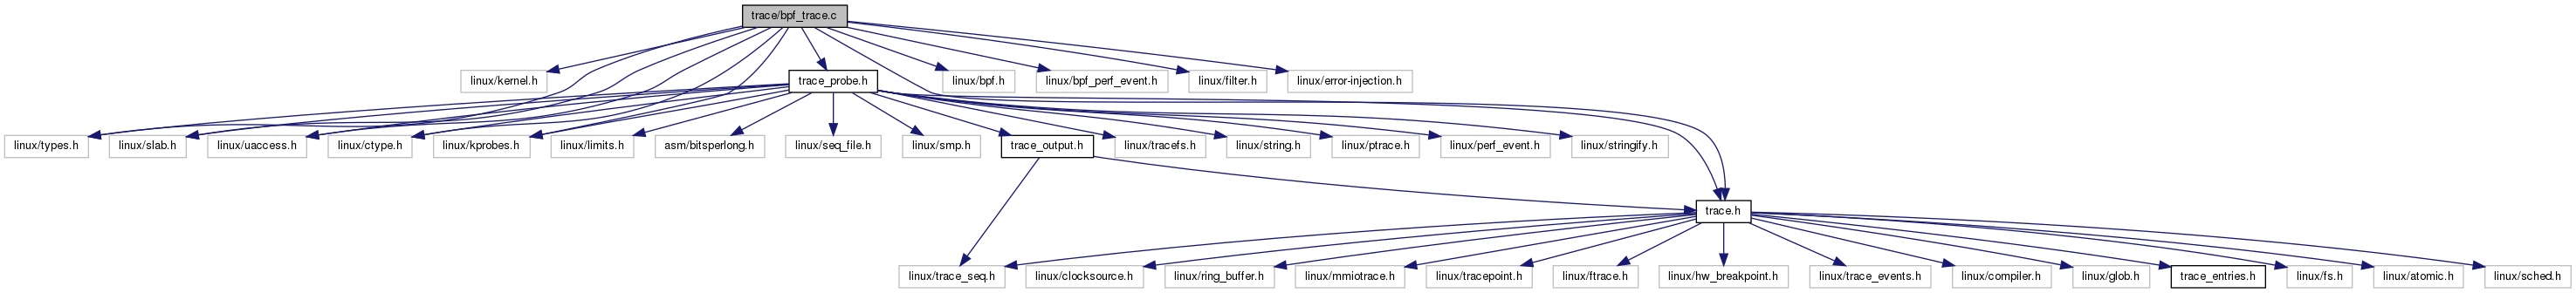 trace/bpf_trace.c
linux/kernel.h
trace_probe.h
linux/bpf.h
linux/bpf_perf_event.h
linux/filter.h
linux/error-injection.h
linux/types.h
linux/slab.h
linux/uaccess.h
linux/ctype.h
linux/kprobes.h
linux/limits.h
asm/bitsperlong.h
linux/seq_file.h
linux/smp.h
trace_output.h
linux/tracefs.h
linux/string.h
linux/ptrace.h
linux/perf_event.h
linux/stringify.h
trace.h
linux/trace_seq.h
linux/clocksource.h
linux/ring_buffer.h
linux/mmiotrace.h
linux/tracepoint.h
linux/ftrace.h
linux/hw_breakpoint.h
linux/trace_events.h
linux/compiler.h
linux/glob.h
trace_entries.h
linux/fs.h
linux/atomic.h
linux/sched.h